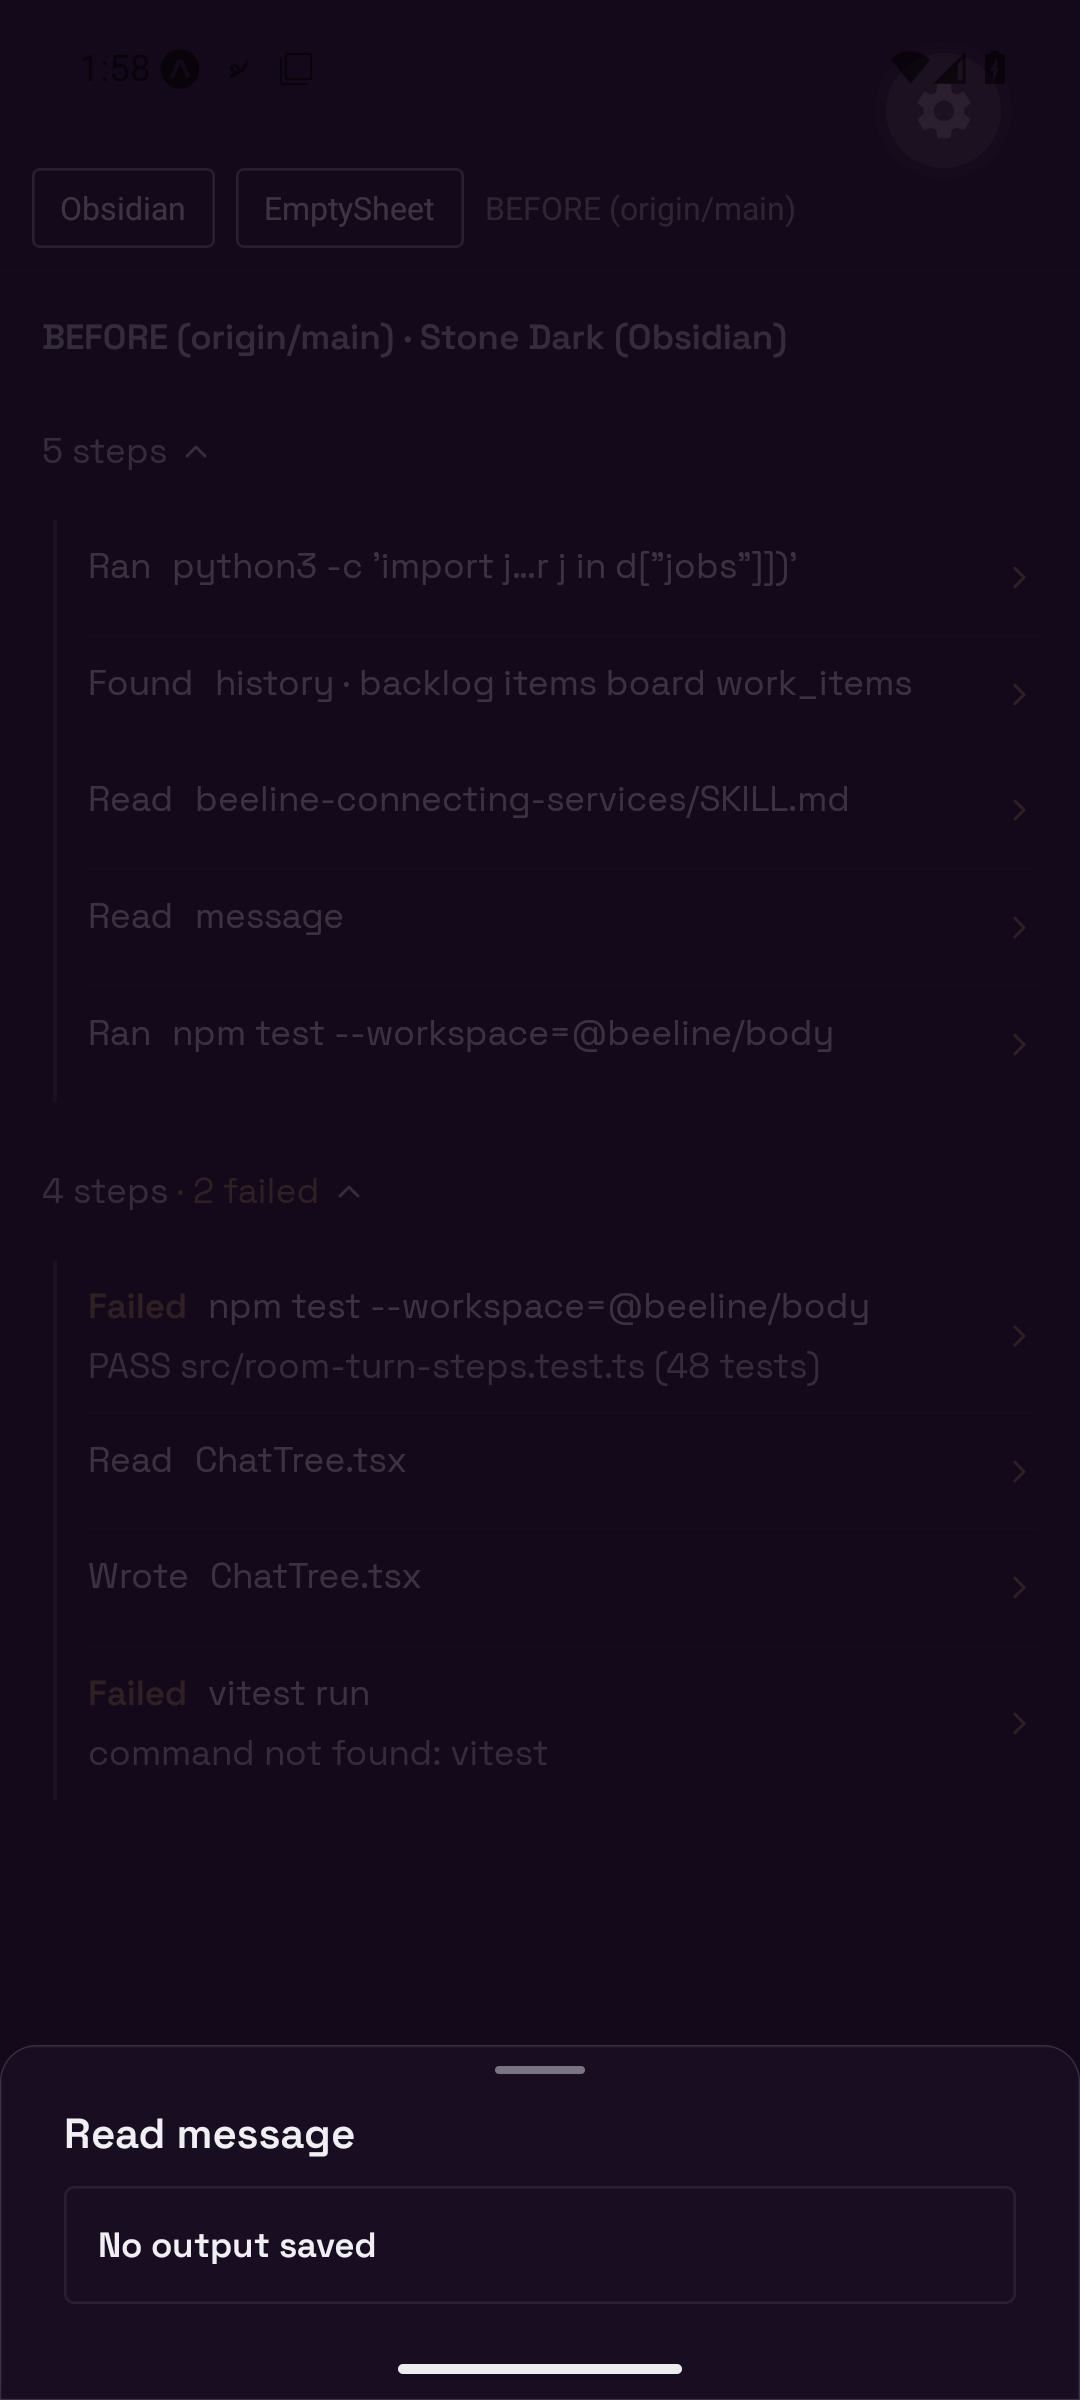 1:58
Obsidian EmptySheet BEFORE (origin/main)
BEFORE (origin/main) · Stone Dark (Obsidian)
5 steps
Ran python3 -c 'import j…r j in d["jobs"]])'
Found history · backlog items board work_items
Read beeline-connecting-services/SKILL.md
Read message
Ran npm test --workspace=@beeline/body
4 steps · 2 failed
Failed npm test --workspace=@beeline/body
PASS src/room-turn-steps.test.ts (48 tests)
Read ChatTree.tsx
Wrote ChatTree.tsx
Failed vitest run
command not found: vitest
Read message
No output saved